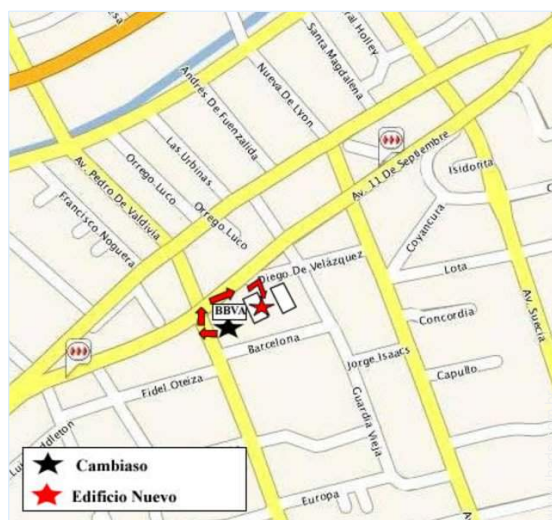 Santa Magdalena
Holley
Nueva De Lyon
Andrés De Fuenzalida
Las Urbinas
Orrego Luco
Av. Pedro De Valdivia
Orrego Luco
Francisco Noguera
Av. 11 De Septiembre
Isidorita
Coyancura
Diego De Velázquez
Lota
Av. Suecia
BBVA
Concordia
Barcelona
Jorge Isaacs
Capullo
Fidel Oteiza
Guardia Vieja
Europa
Cambiaso
Edificio Nuevo